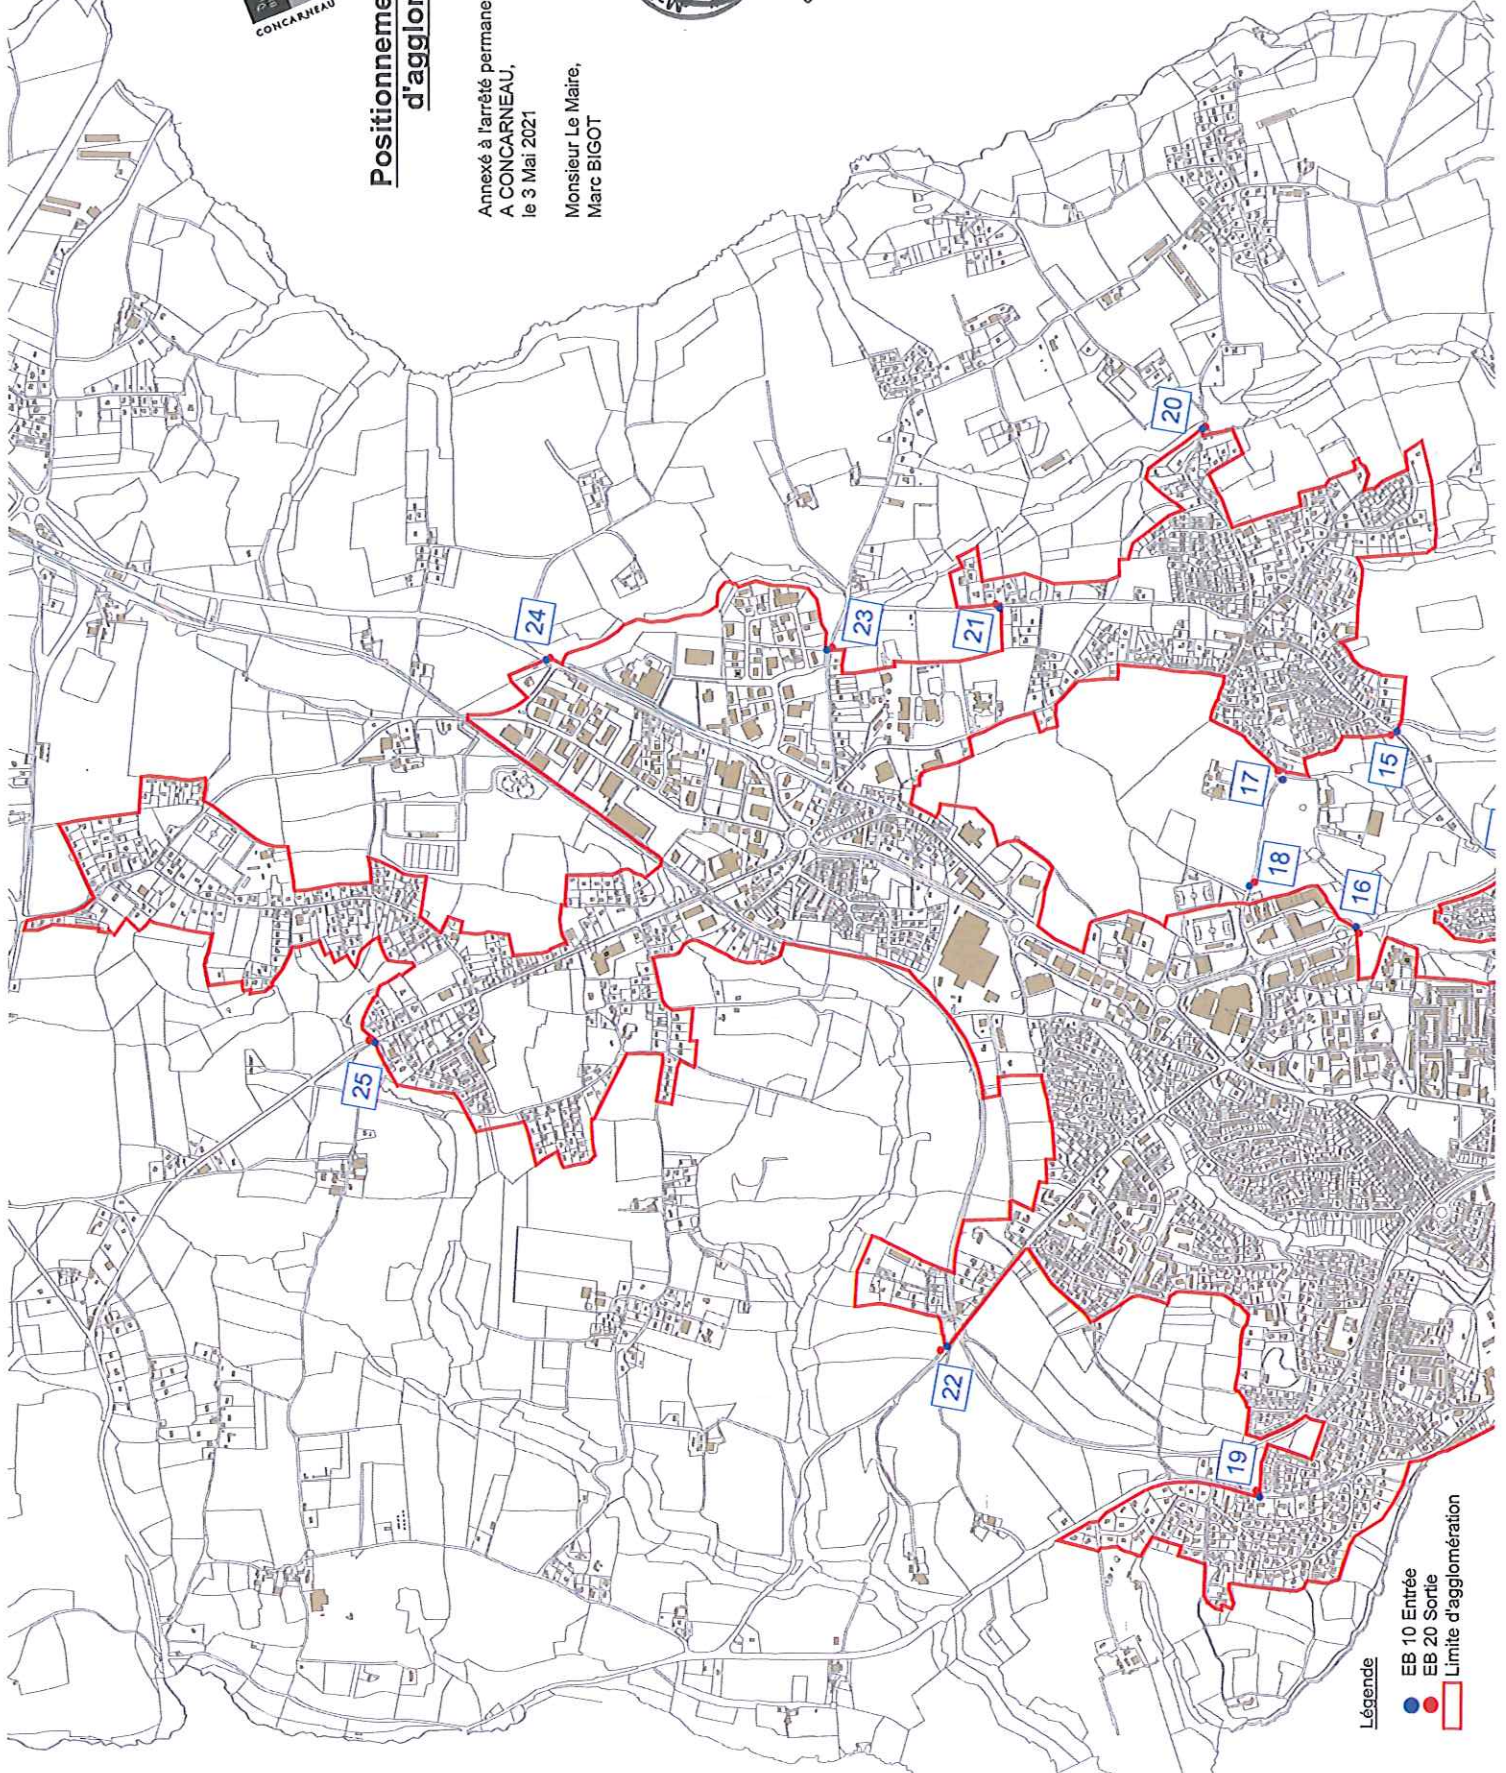 CONCARNEAU
Positionneme
d'agglor
Annexé à l'arrêté permane
A CONCARNEAU,
le 3 Mai 2021
Monsieur Le Maire,
Marc BIGOT
24
23
21
20
17
15
18
16
25
22
19
Légende
EB 10 Entrée
EB 20 Sortie
Limite d'agglomération